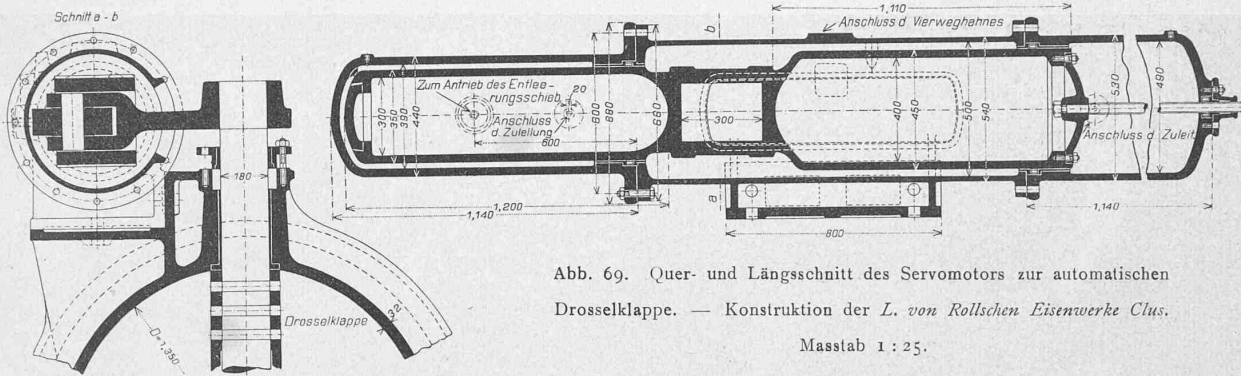 Schnitt a - b
180
Drosselklappe
32
D=1,350
1,110
Anschluss d. Vierweghahnes
b
Zum Antrieb des Entlee-
rungsschieb.
20
Anschluss
d. Zuleitung
300
350
390
440
600
600
680
660
300
400
450
500
540
530
490
Anschluss d. Zuleit.
a
1,200
1,140
800
1,140
Abb. 69. Quer- und Längsschnitt des Servomotors zur automatischen
Drosselklappe. — Konstruktion der L. von Rollschen Eisenwerke Clus.
Masstab 1 : 25.